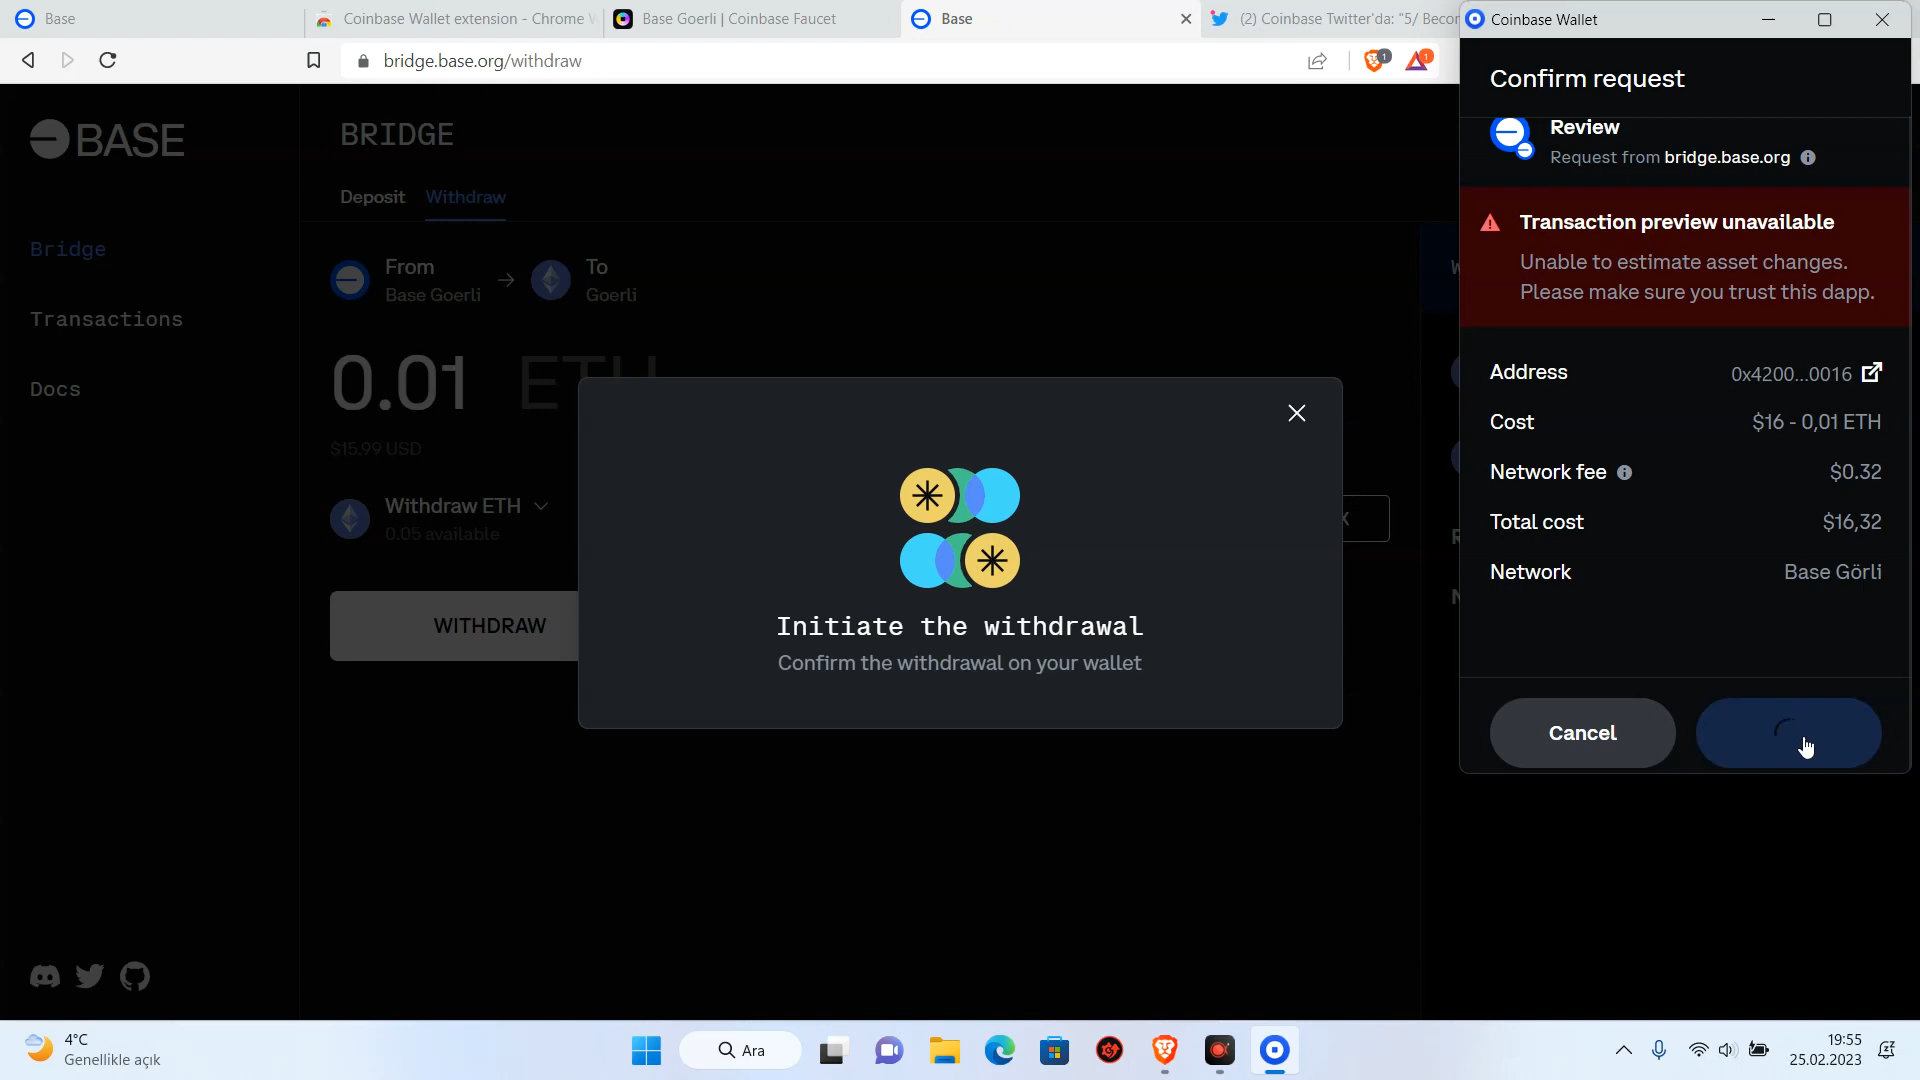 Base
Coinbase Wallet extension - Chrome W
Base Goerli | Coinbase Faucet
Base
(2) Coinbase Twitter'da: "5/ Becor
bridge.base.org/withdraw
1
1
BASE
Bridge
Transactions
Docs
BRIDGE
Deposit
Withdraw
From
Base Goerli
To
Goerli
0.01 ETH
$15.99 USD
Withdraw ETH
0.05 available
WITHDRAW
Initiate the withdrawal
Confirm the withdrawal on your wallet
Coinbase Wallet
Confirm request
Review
Request from bridge.base.org
Transaction preview unavailable
Unable to estimate asset changes.
Please make sure you trust this dapp.
Address 0x4200...0016
Cost $16 - 0,01 ETH
Network fee $0.32
Total cost $16,32
Network Base Görli
Cancel
4°C
Genellikle açık
Ara
19:55
25.02.2023